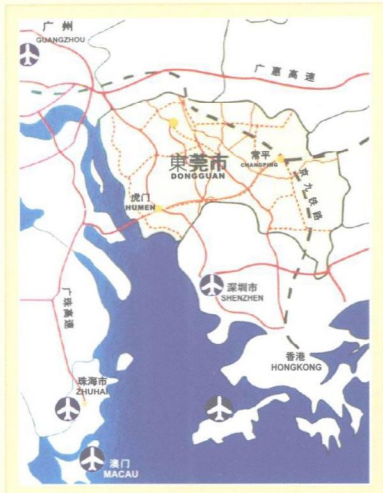 广州
GUANGZHOU
广惠高速
東莞市
DONGGUAN
常平
CHANGPING
京九铁路
虎门
HUMEN
深圳市
SHENZHEN
广珠高速
香港
HONGKONG
珠海市
ZHUHAI
澳门
MACAU